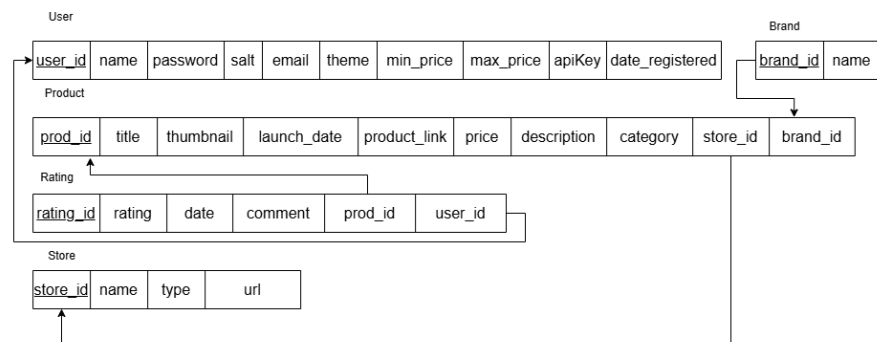 User
user_id name password salt email theme min_price max_price apiKey date_registered
Brand
brand_id name
Product
prod_id title thumbnail launch_date product_link price description category store_id brand_id
Rating
rating_id rating date comment prod_id user_id
Store
store_id name type url